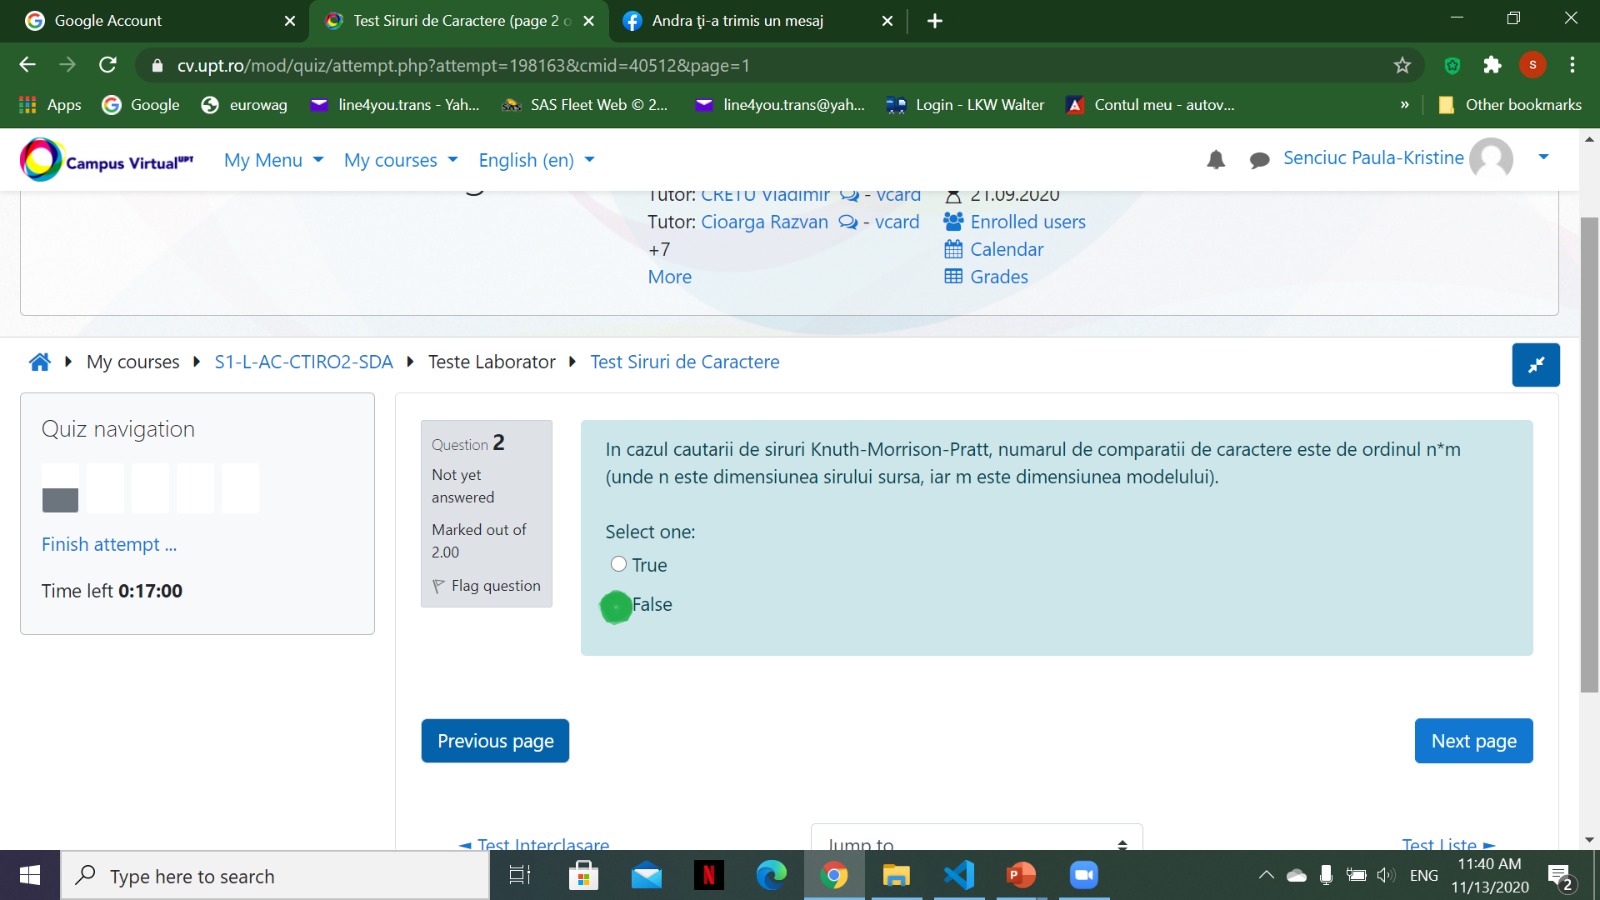 Google Account
Test Siruri de Caractere (page 2 o
Andra ți-a trimis un mesaj
cv.upt.ro/mod/quiz/attempt.php?attempt=198163&cmid=40512&page=1
S
Apps Google eurowag line4you.trans - Yah... SAS Fleet Web © 2... line4you.trans@yah... Login - LKW Walter Contul meu - autov... » Other bookmarks
Campus Virtual UPT My Menu My courses English (en) Senciuc Paula-Kristine
Tutor: CRETU Vladimir - vcard 21.09.2020
Tutor: Cioarga Razvan - vcard Enrolled users
+7 Calendar
More Grades
My courses S1-L-AC-CTIRO2-SDA Teste Laborator Test Siruri de Caractere
Quiz navigation
Finish attempt ...
Time left 0:17:00
Question 2
Not yet
answered
Marked out of
2.00
Flag question
In cazul cautarii de siruri Knuth-Morrison-Pratt, numarul de comparatii de caractere este de ordinul n*m
(unde n este dimensiunea sirului sursa, iar m este dimensiunea modelului).
Select one:
True
False
Previous page
Next page
◄ Test Interclasare
Jump to...
Test Liste ►
Type here to search
N
P
ENG
11:40 AM
11/13/2020
2